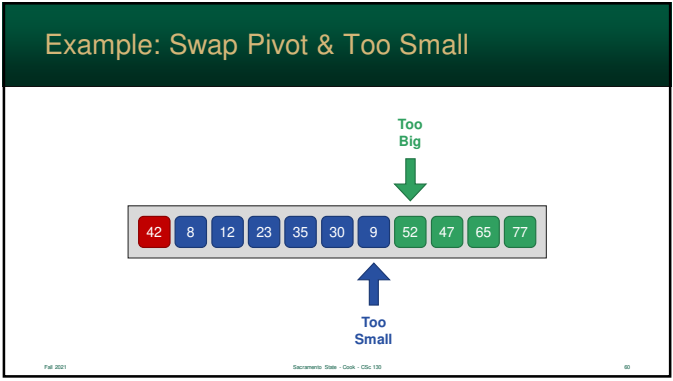 Example: Swap Pivot & Too Small
Too
Big
42 8 12 23 35 30 9 52 47 65 77
Too
Small
Fall 2021 Sacramento State - Cook - CSc 130 60